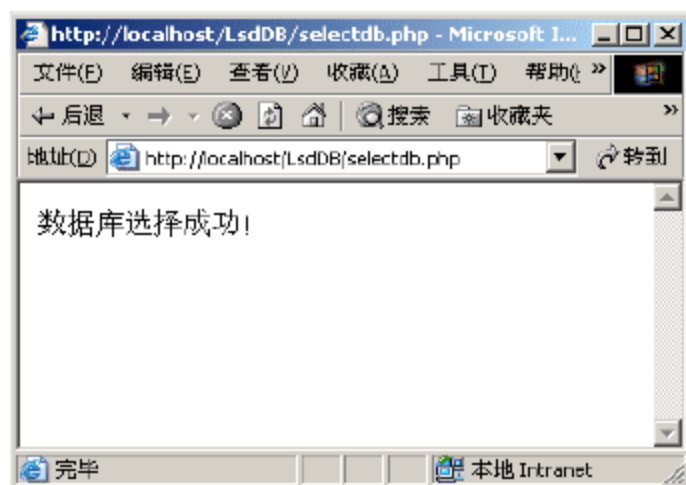 http://localhost/LsdDB/selectdb.php - Microsoft I...
文件(F) 编辑(E) 查看(V) 收藏(A) 工具(T) 帮助( »
后退 搜索 收藏夹 »
地址(D) http://localhost/LsdDB/selectdb.php 转到
数据库选择成功!
完毕 本地 Intranet